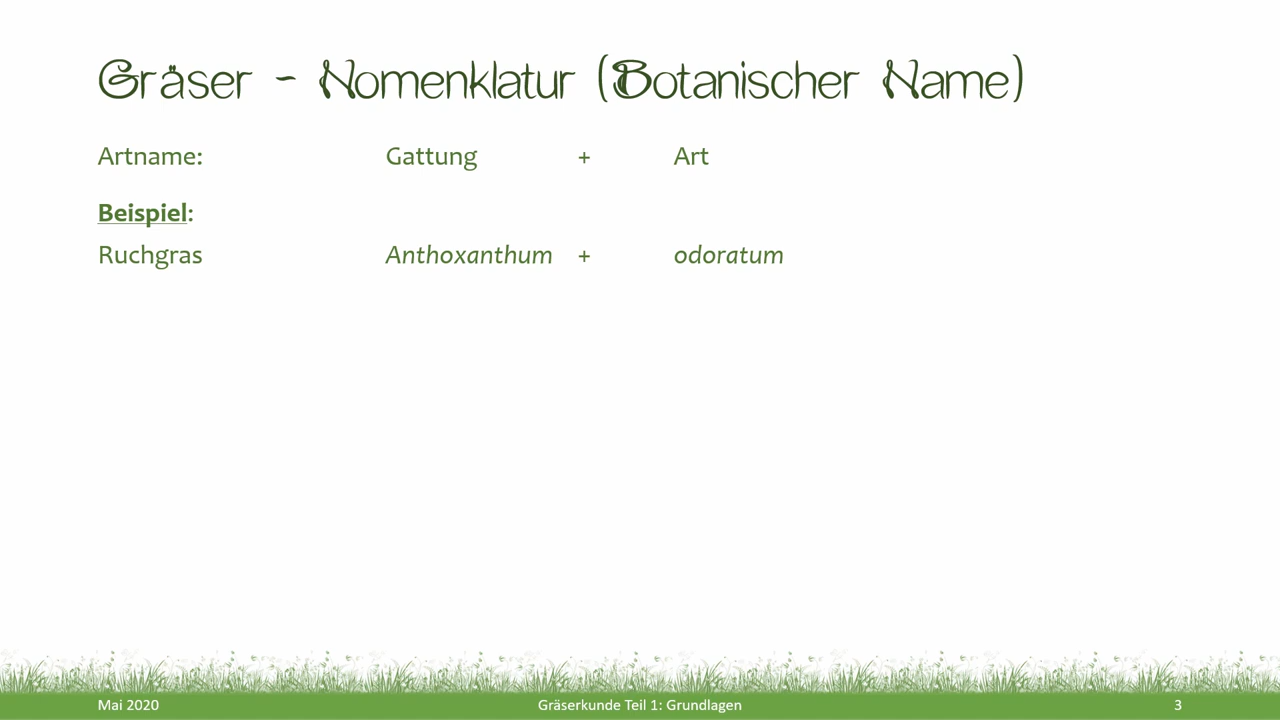 Gräser - Nomenklatur (Botanischer Name)
Artname: Gattung + Art
Beispiel:
Ruchgras Anthoxanthum + odoratum
Mai 2020 Gräserkunde Teil 1: Grundlagen 3